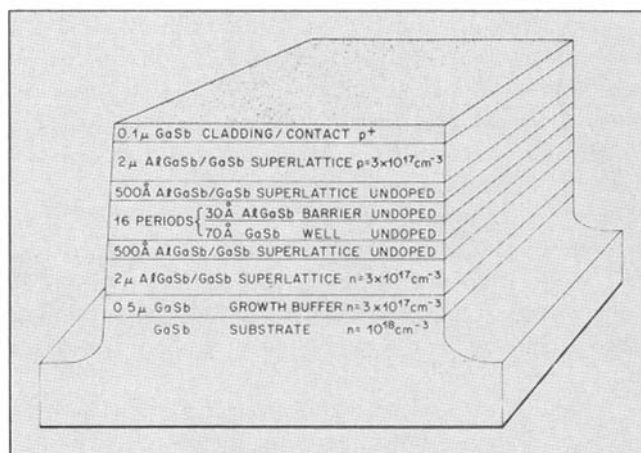 0.1μ GaSb CLADDING/CONTACT p⁺
2μ AlGaSb/GaSb SUPERLATTICE p=3×10¹⁷cm⁻³
500Å AlGaSb/GaSb SUPERLATTICE UNDOPED
16 PERIODS { 30Å AlGaSb BARRIER UNDOPED
70Å GaSb WELL UNDOPED
500Å AlGaSb/GaSb SUPERLATTICE UNDOPED
2μ AlGaSb/GaSb SUPERLATTICE n=3×10¹⁷cm⁻³
0.5μ GaSb GROWTH BUFFER n=3×10¹⁷cm⁻³
GaSb SUBSTRATE n=10¹⁸cm⁻³